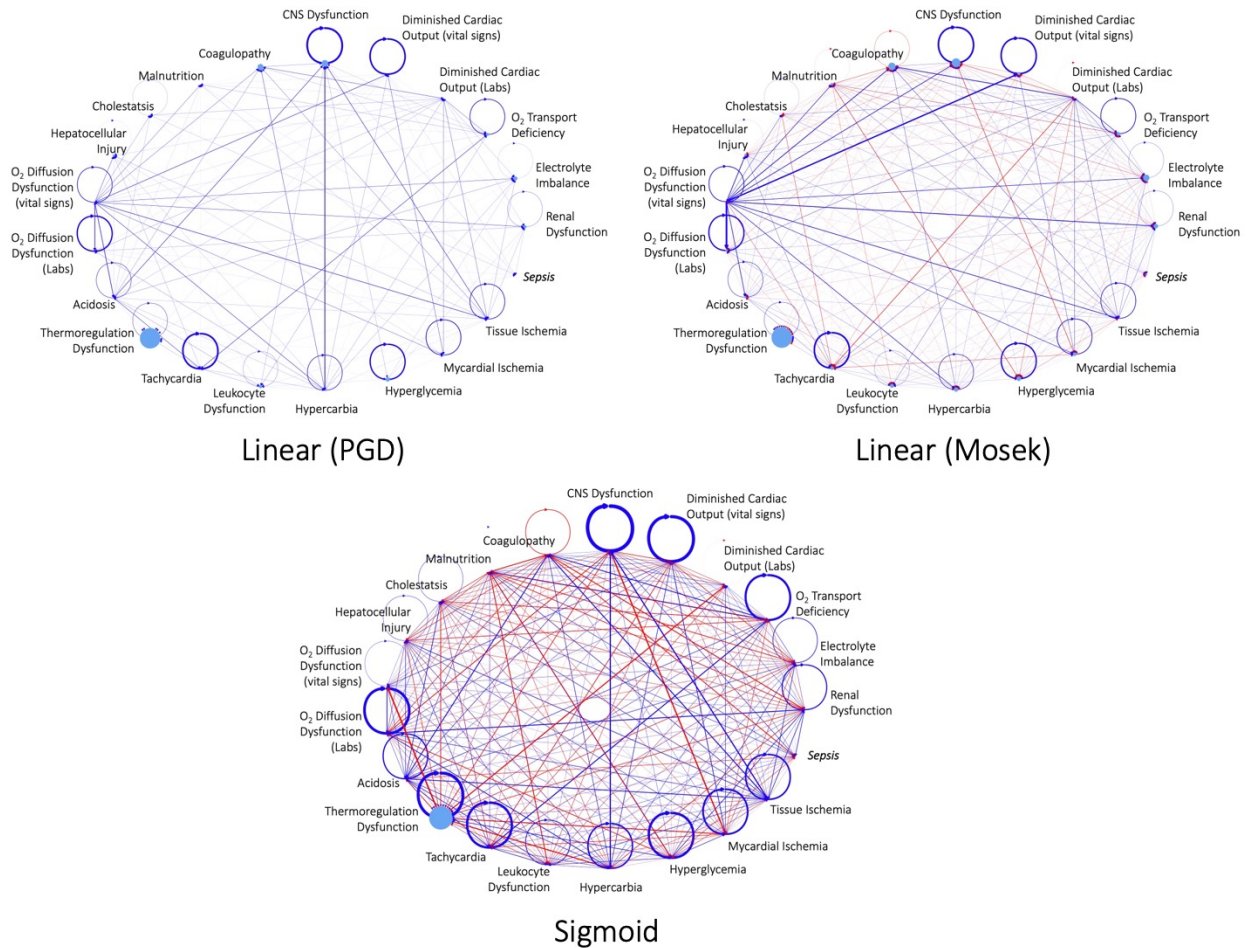 CNS Dysfunction
Diminished Cardiac
Output (vital signs)
Coagulopathy
Diminished Cardiac
Output (Labs)
Malnutrition
O2 Transport
Deficiency
Cholestatsis
Hepatocellular
Injury
Electrolyte
Imbalance
O2 Diffusion
Dysfunction
(vital signs)
Renal
Dysfunction
O2 Diffusion
Dysfunction
(Labs)
Sepsis
Acidosis
Tissue Ischemia
Thermoregulation
Dysfunction
Mycardial Ischemia
Tachycardia
Leukocyte
Dysfunction
Hypercarbia
Hyperglycemia
Linear (PGD)
CNS Dysfunction
Diminished Cardiac
Output (vital signs)
Coagulopathy
Diminished Cardiac
Output (Labs)
Malnutrition
O2 Transport
Deficiency
Cholestatsis
Hepatocellular
Injury
Electrolyte
Imbalance
O2 Diffusion
Dysfunction
(vital signs)
Renal
Dysfunction
O2 Diffusion
Dysfunction
(Labs)
Sepsis
Acidosis
Tissue Ischemia
Thermoregulation
Dysfunction
Mycardial Ischemia
Tachycardia
Leukocyte
Dysfunction
Hypercarbia
Hyperglycemia
Linear (Mosek)
CNS Dysfunction
Diminished Cardiac
Output (vital signs)
Coagulopathy
Diminished Cardiac
Output (Labs)
Malnutrition
O2 Transport
Deficiency
Cholestatsis
Hepatocellular
Injury
Electrolyte
Imbalance
O2 Diffusion
Dysfunction
(vital signs)
Renal
Dysfunction
O2 Diffusion
Dysfunction
(Labs)
Sepsis
Acidosis
Tissue Ischemia
Thermoregulation
Dysfunction
Mycardial Ischemia
Tachycardia
Leukocyte
Dysfunction
Hypercarbia
Hyperglycemia
Sigmoid